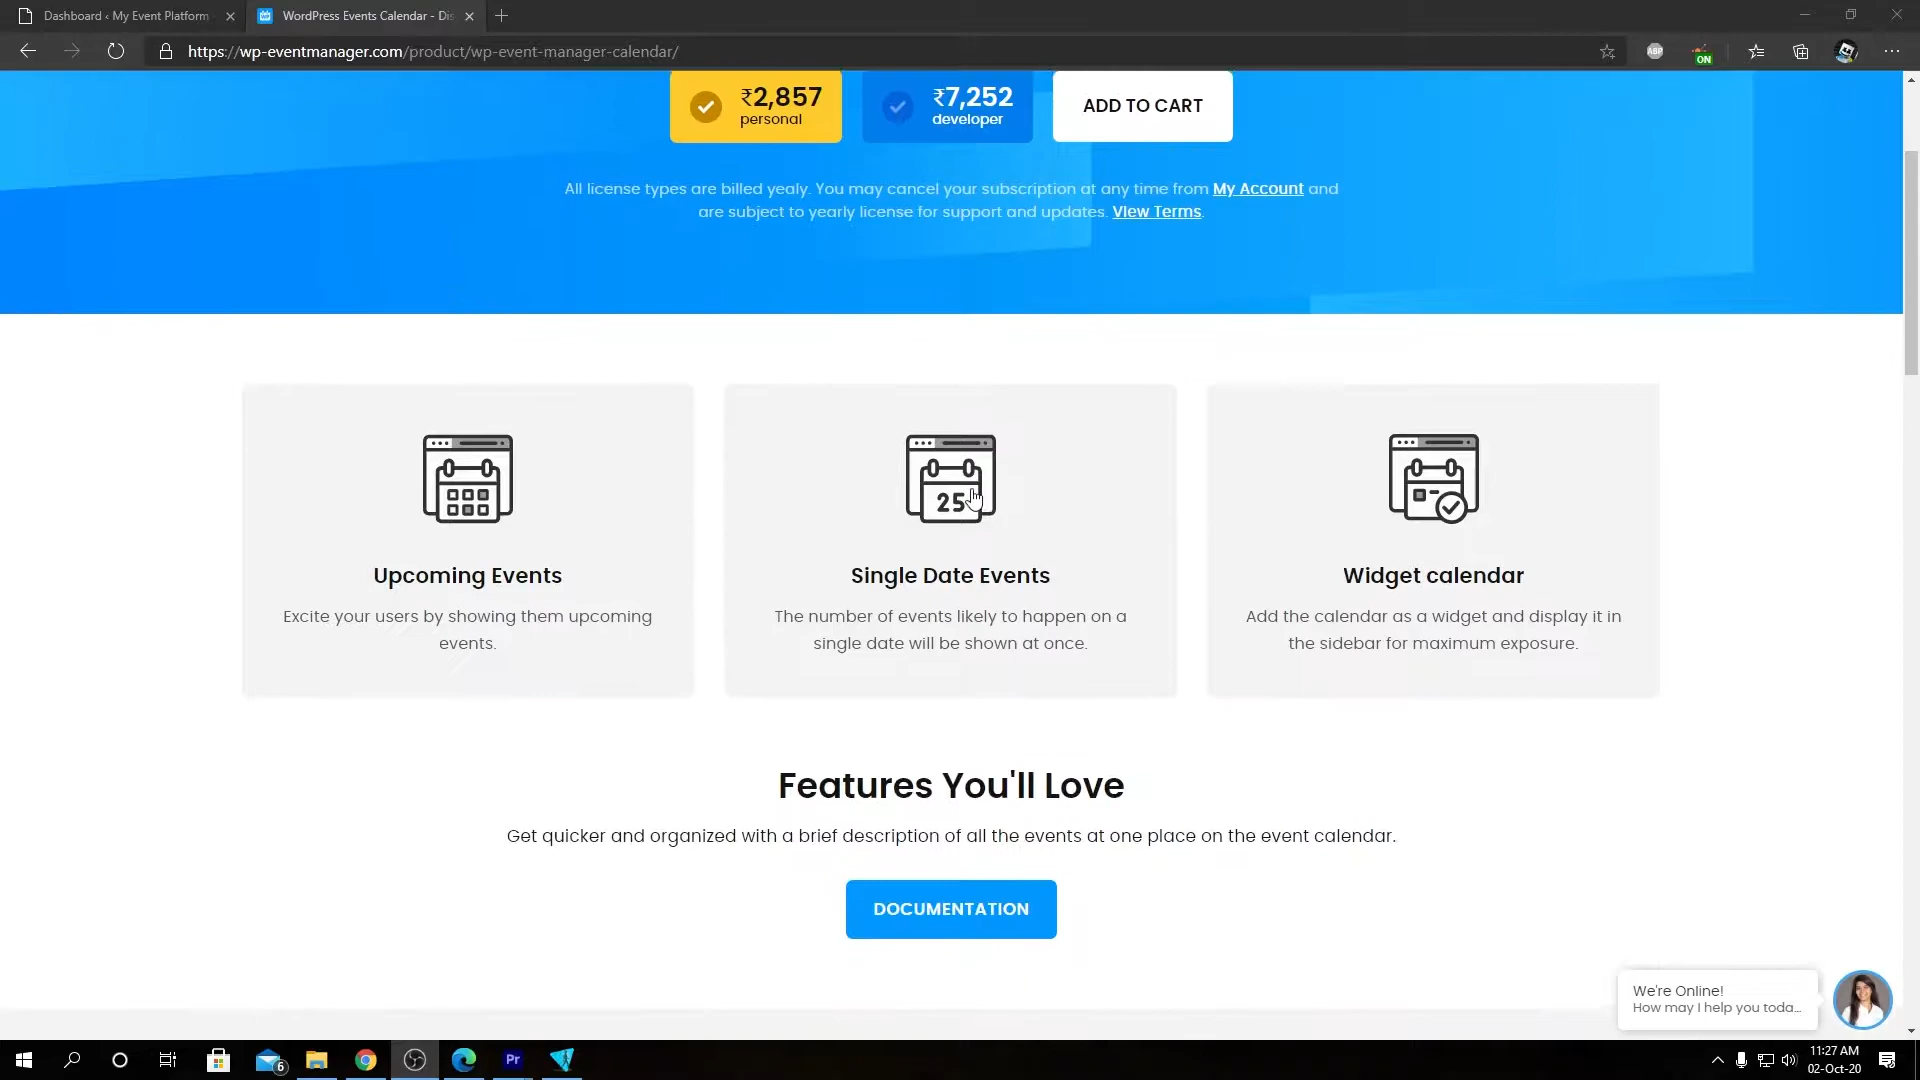 Dashboard ‹ My Event Platform
WordPress Events Calendar - Dis
https://wp-eventmanager.com/product/wp-event-manager-calendar/
ABP
ON
₹2,857
personal
₹7,252
developer
ADD TO CART
All license types are billed yealy. You may cancel your subscription at any time from My Account and
are subject to yearly license for support and updates. View Terms.
25
Upcoming Events
Excite your users by showing them upcoming
events.
Single Date Events
The number of events likely to happen on a
single date will be shown at once.
Widget calendar
Add the calendar as a widget and display it in
the sidebar for maximum exposure.
Features You'll Love
Get quicker and organized with a brief description of all the events at one place on the event calendar.
DOCUMENTATION
We're Online!
How may I help you toda...
6
Pr
11:27 AM
02-Oct-20